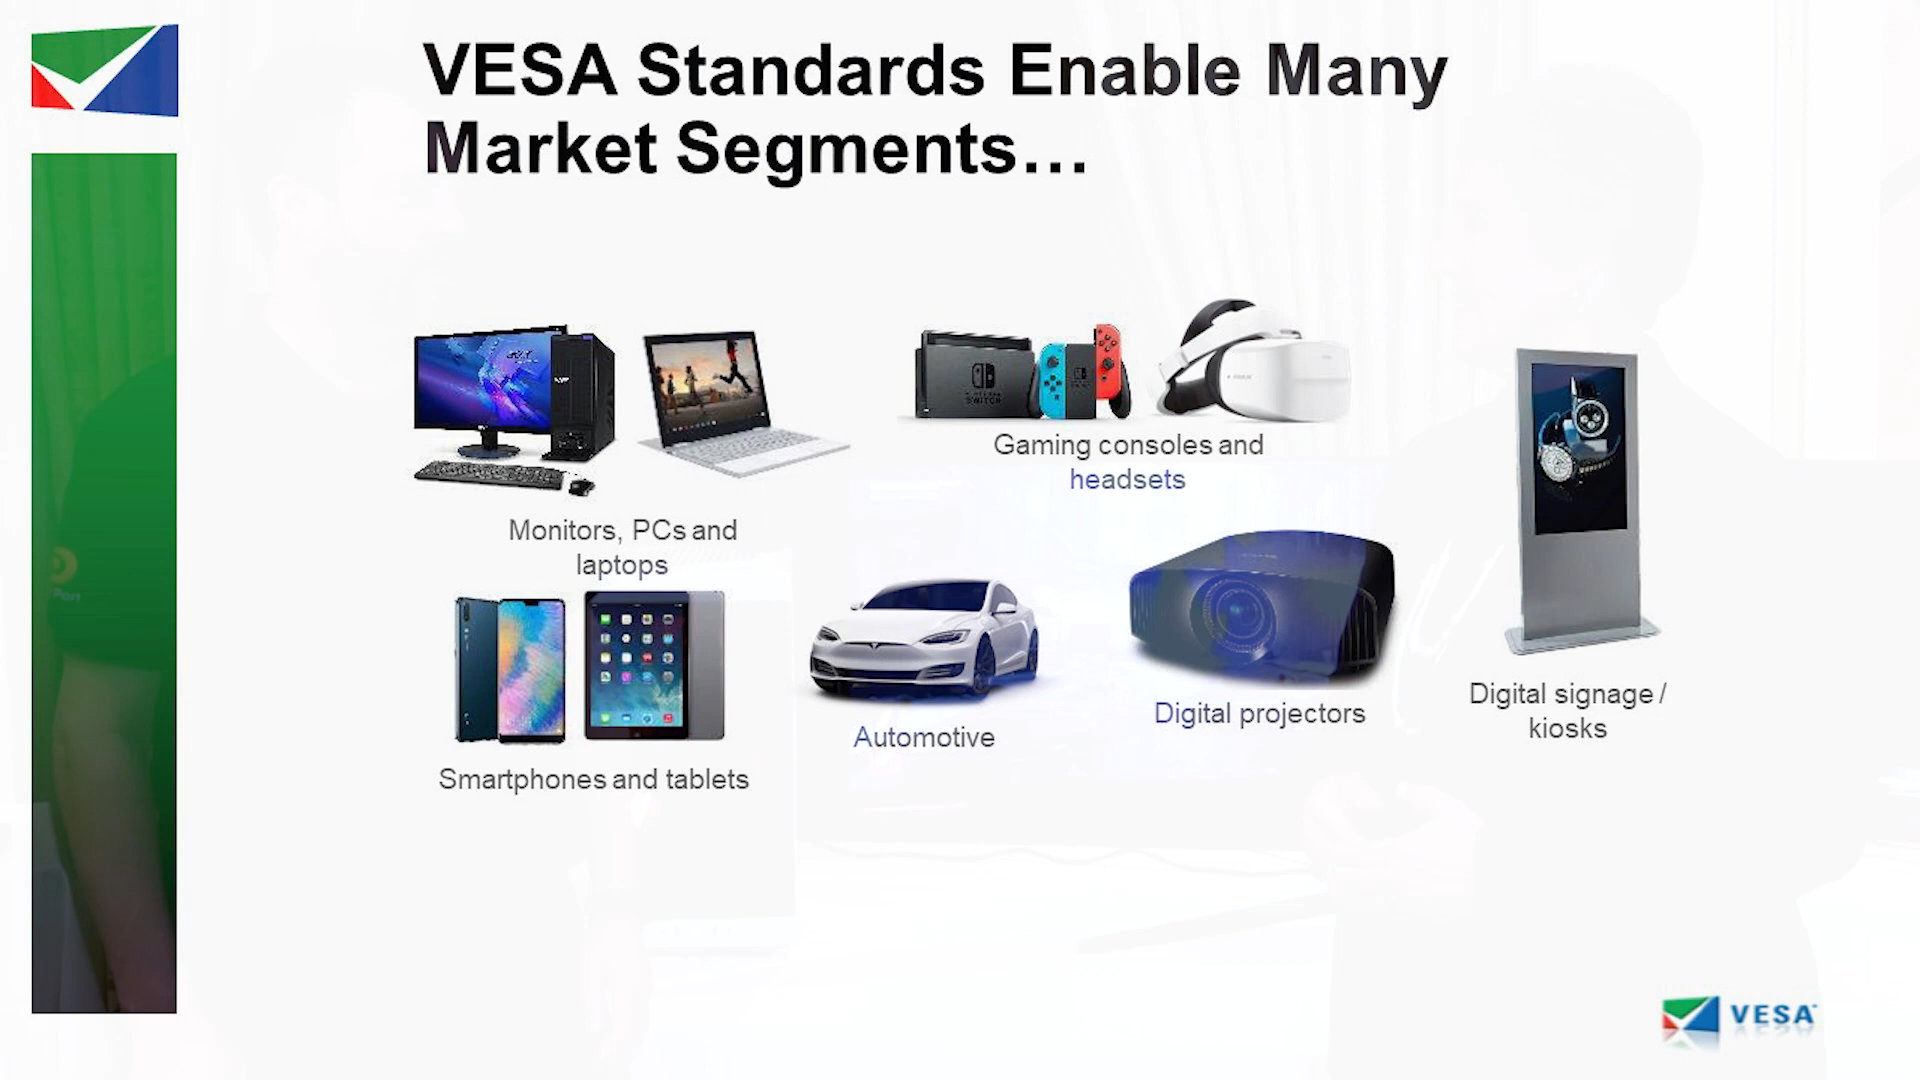 VESA Standards Enable Many
Market Segments…
Monitors, PCs and
laptops
Gaming consoles and
headsets
SWITCH
Smartphones and tablets
Automotive
Digital projectors
Digital signage /
kiosks
VESA